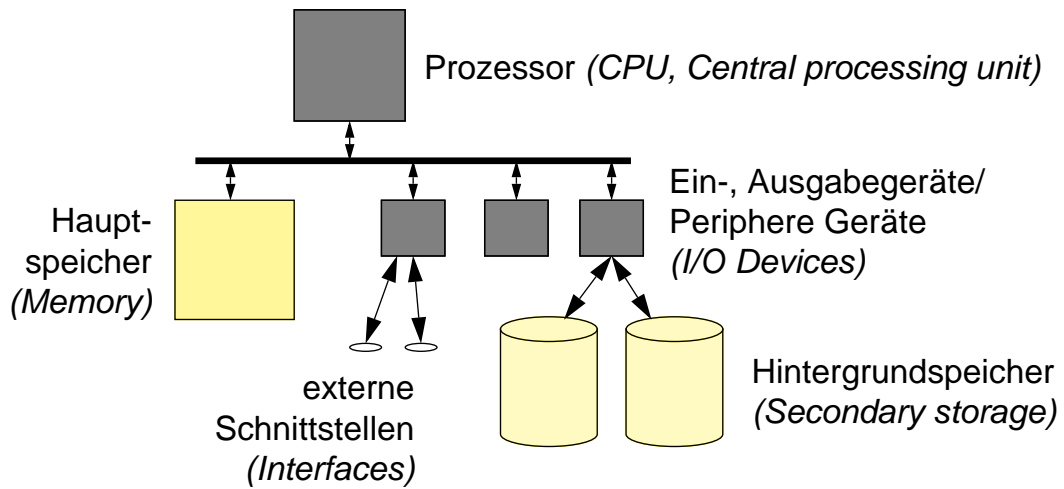 Prozessor (CPU, Central processing unit)
Ein-, Ausgabegeräte/
Periphere Geräte
(I/O Devices)
Haupt-
speicher
(Memory)
externe
Schnittstellen
(Interfaces)
Hintergrundspeicher
(Secondary storage)